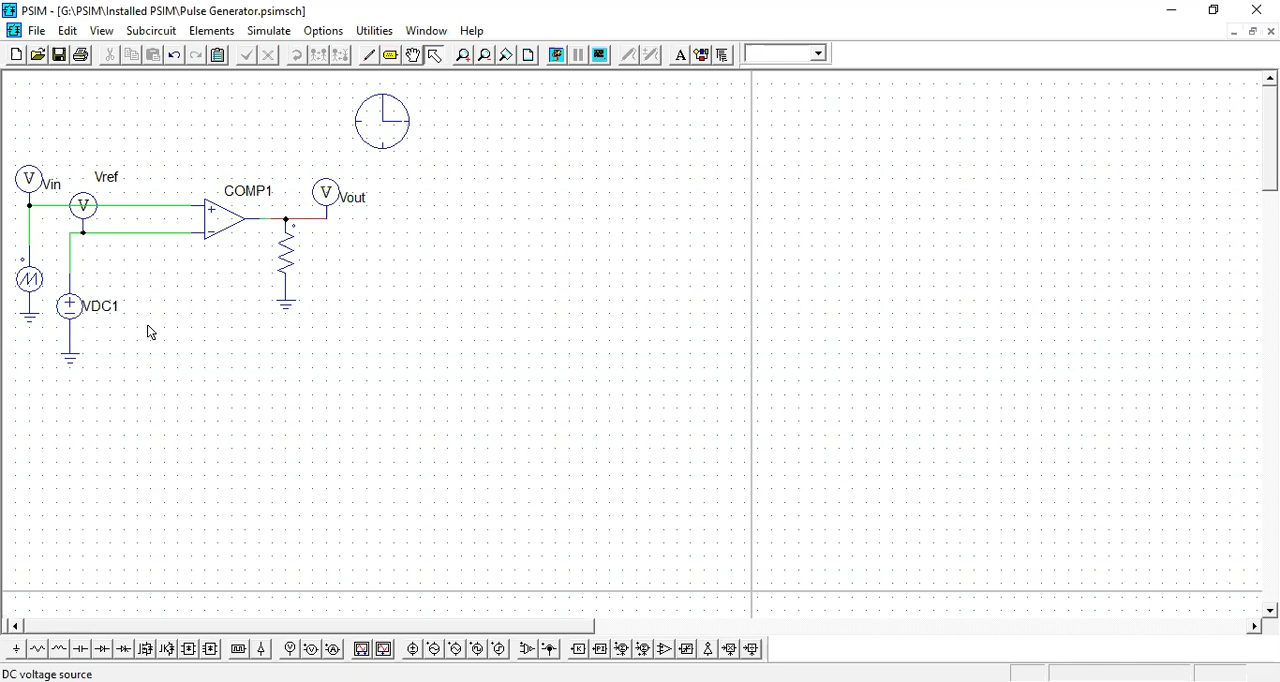 PSIM - [G:\PSIM\Installed PSIM\Pulse Generator.psimsch]
File Edit View Subcircuit Elements Simulate Options Utilities Window Help
A
V Vin
Vref
V
COMP1
V Vout
VDC1
K PI
DC voltage source